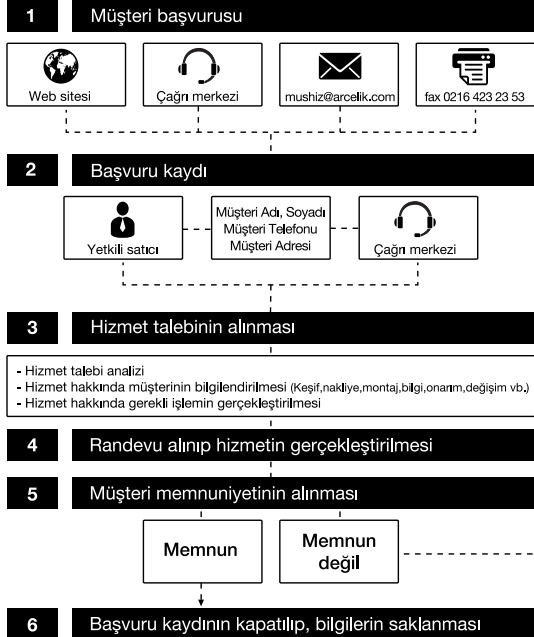 1 Müşteri başvurusu
Web sitesi
Çağrı merkezi
mushiz@arcelik.com
fax 0216 423 23 53
2 Başvuru kaydı
Yetkili satıcı
Müşteri Adı, Soyadı
Müşteri Telefonu
Müşteri Adresi
Çağrı merkezi
3 Hizmet talebinin alınması
- Hizmet talebi analizi
- Hizmet hakkında müşterinin bilgilendirilmesi (Keşif,nakliye,montaj,bilgi,onarım,değişim vb.)
- Hizmet hakkında gerekli işlemin gerçekleştirilmesi
4 Randevu alınıp hizmetin gerçekleştirilmesi
5 Müşteri memnuniyetinin alınması
Memnun
Memnun
değil
6 Başvuru kaydının kapatılıp, bilgilerin saklanması